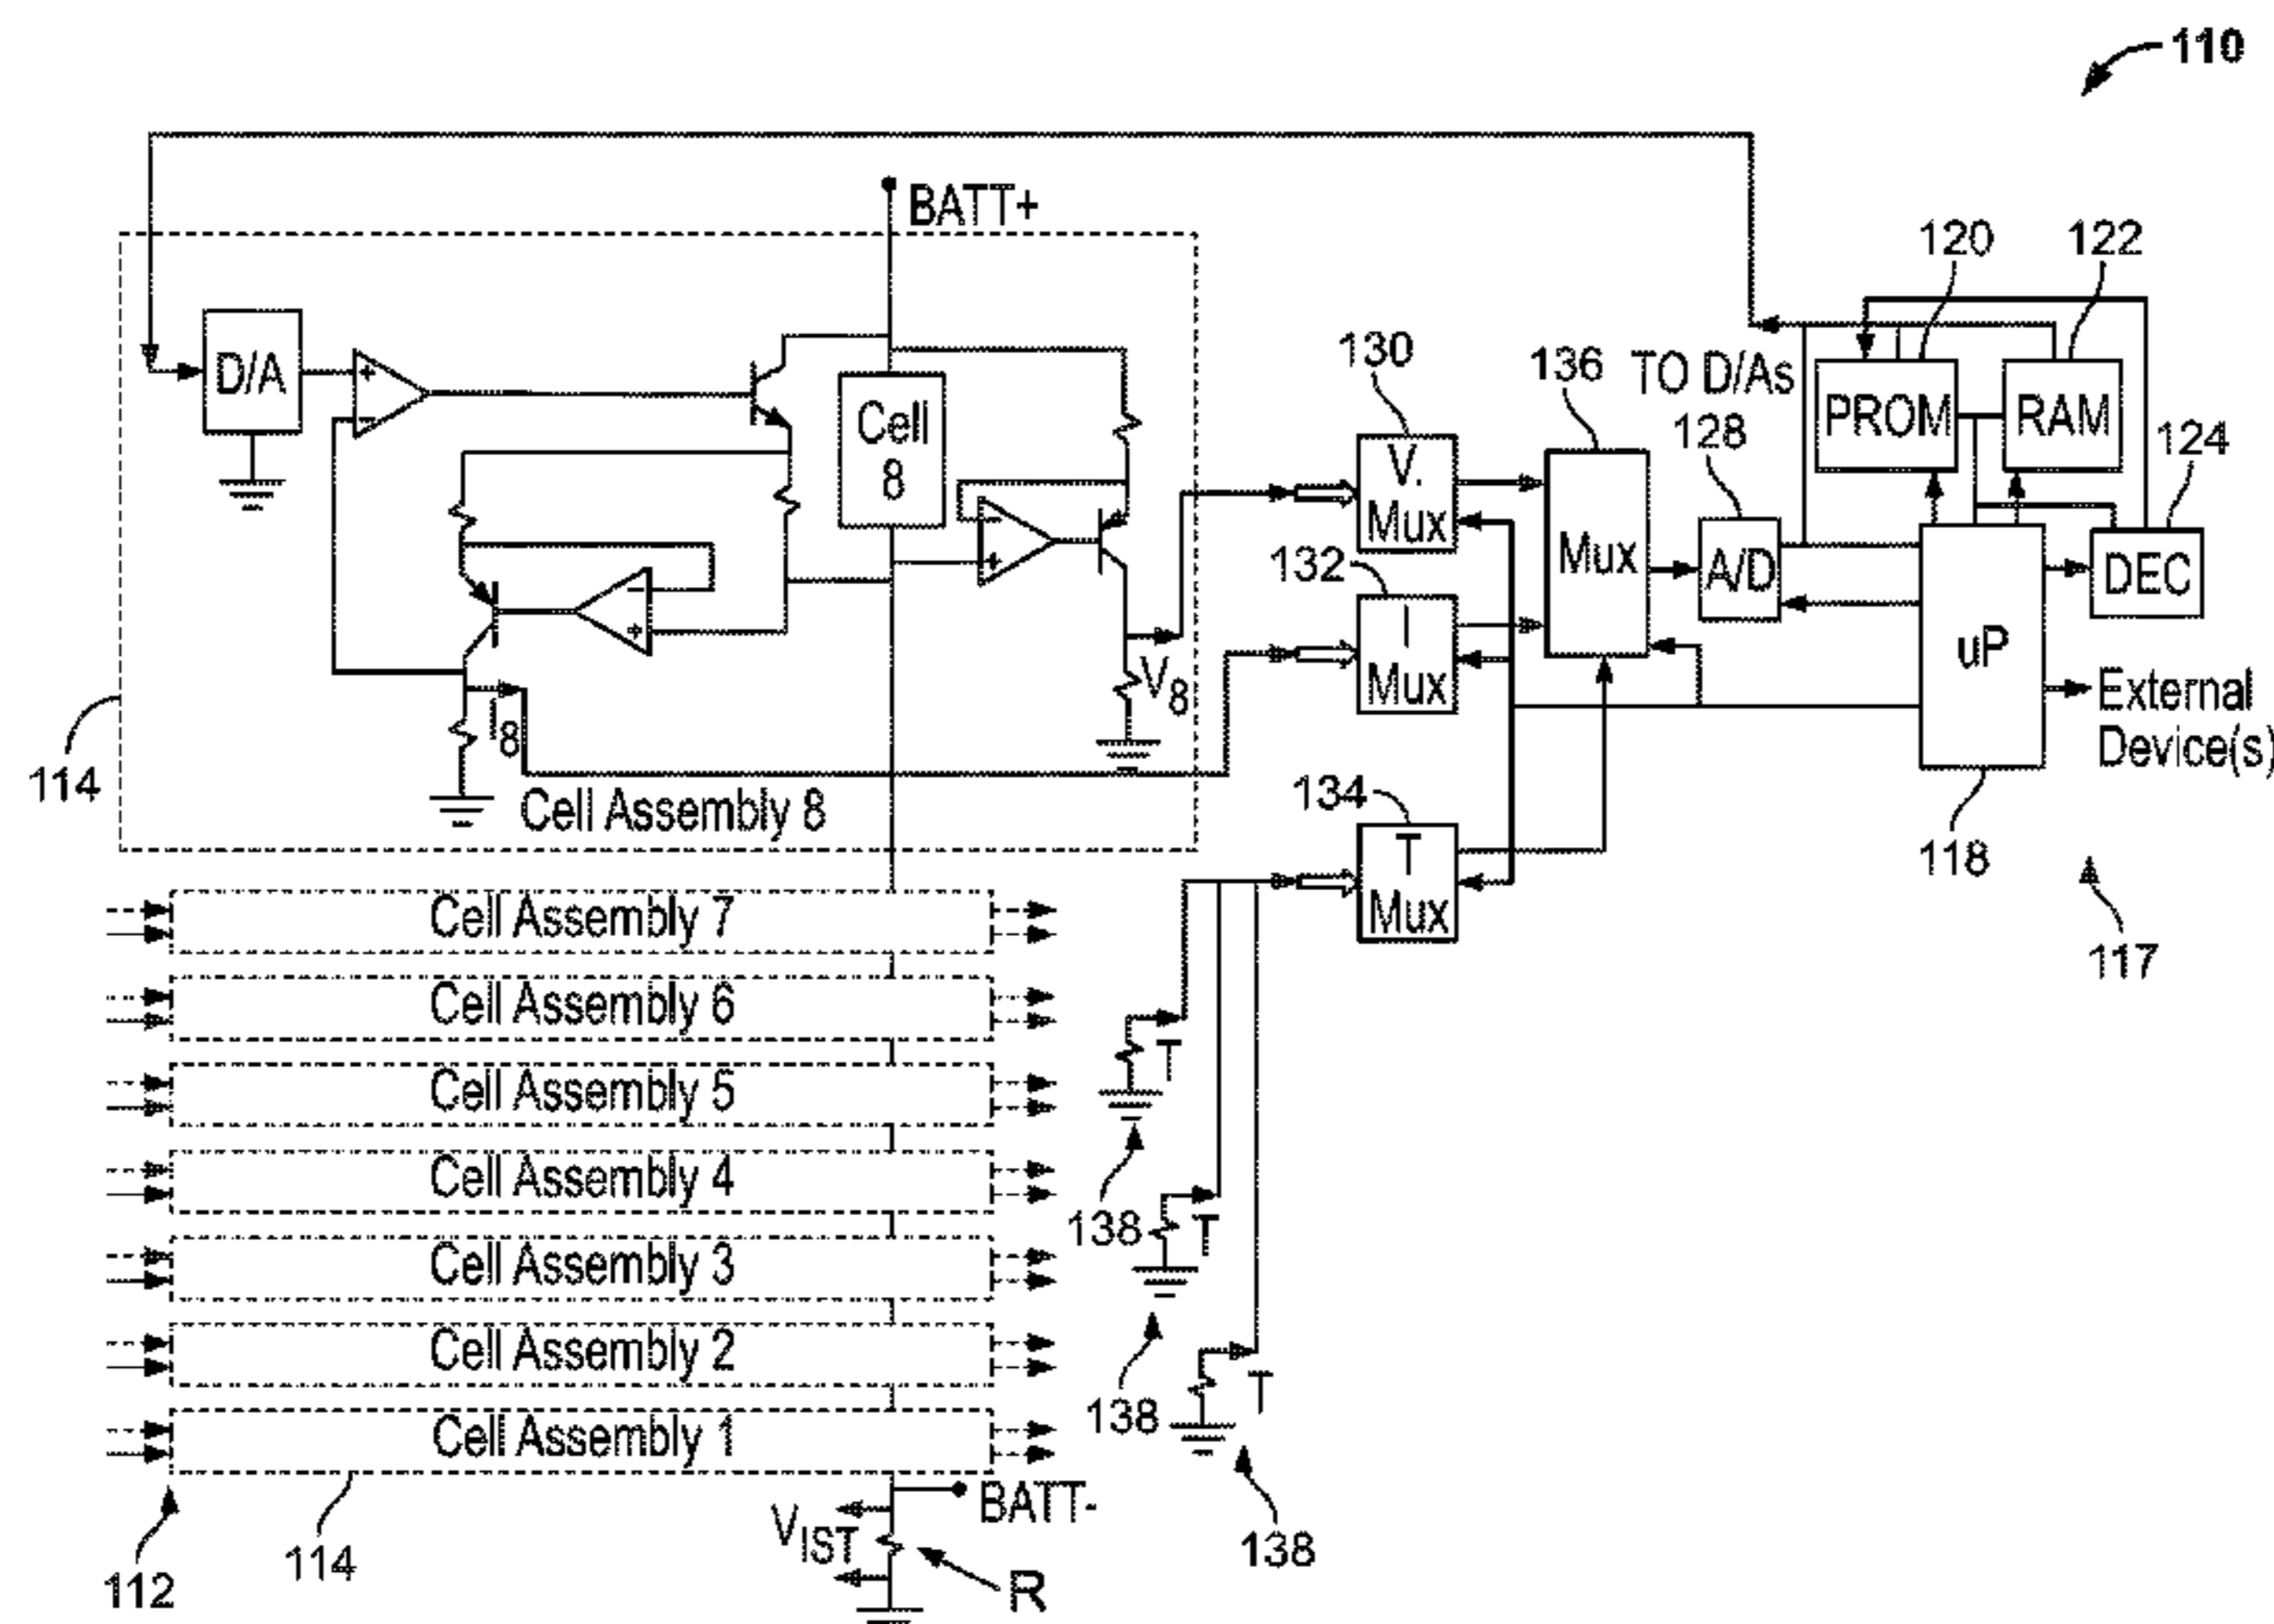 110
BATT+
120
122
D/A
+
-
Cell
8
130
136
TO D/As
128
PROM
RAM
124
V.
Mux
Mux
A/D
DEC
-
+
132
I
Mux
uP
-
+
V8
I8
External
Device(s)
114
Cell Assembly 8
134
T
Mux
118
117
Cell Assembly 7
Cell Assembly 6
Cell Assembly 5
Cell Assembly 4
Cell Assembly 3
Cell Assembly 2
Cell Assembly 1
T
138
T
138
T
138
BATT-
VIST
R
112
114